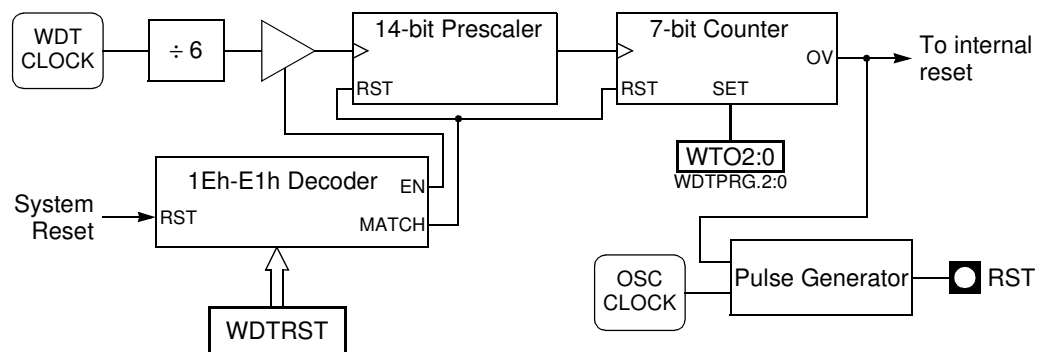 WDT
CLOCK
÷ 6
14-bit Prescaler
RST
7-bit Counter
OV
RST
SET
To internal
reset
WTO2:0
WDTPRG.2:0
1Eh-E1h Decoder
EN
System
Reset
RST
MATCH
WDTRST
OSC
CLOCK
Pulse Generator
RST